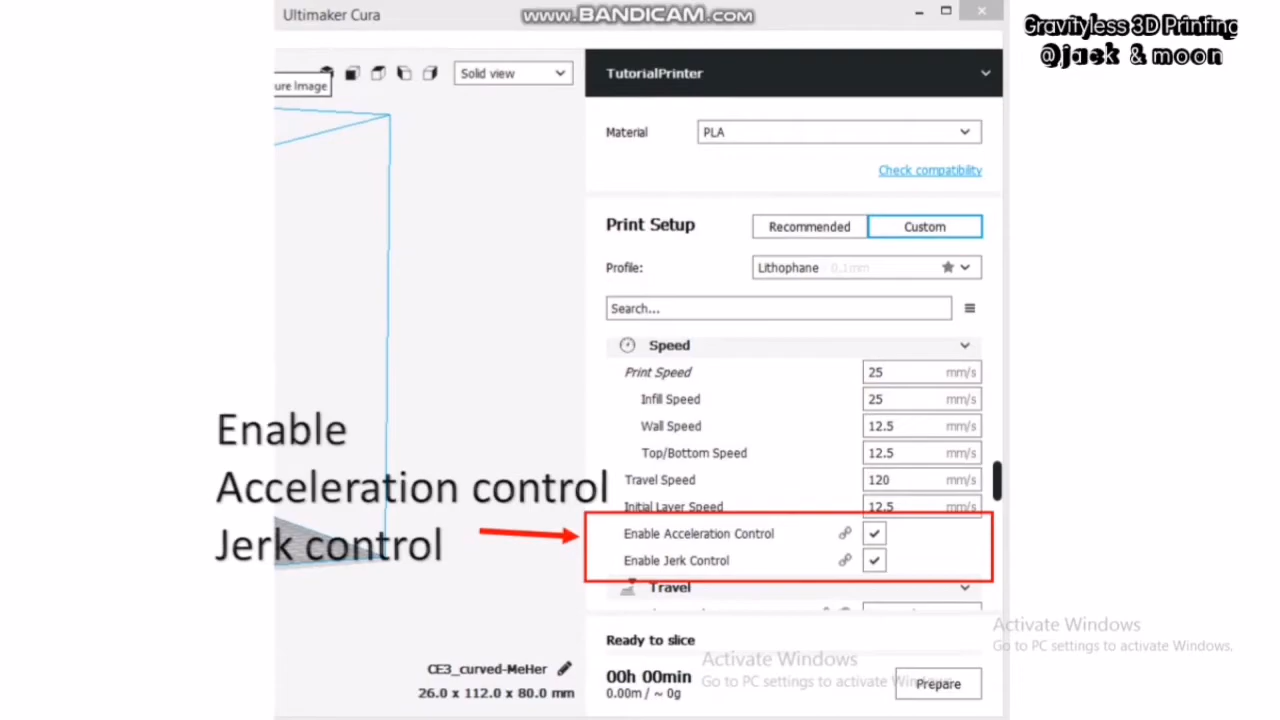 Ultimaker Cura
www.BANDICAM.com
Gravityless 3D Printing
@jack & moon
Solid view
TutorialPrinter
ure Image
Material PLA
Check compatibility
Print Setup Recommended Custom
Profile: Lithophane 0.1mm
Search...
Speed
Print Speed 25 mm/s
Infill Speed 25 mm/s
Wall Speed 12.5 mm/s
Top/Bottom Speed 12.5 mm/s
Travel Speed 120 mm/s
Initial Layer Speed 12.5 mm/s
Enable
Acceleration control
Jerk control
Enable Acceleration Control
Enable Jerk Control
Travel
Ready to slice
Activate Windows
Go to PC settings to activate Windows.
CE3_curved-MeHer
26.0 x 112.0 x 80.0 mm
00h 00min
0.00m / ~ 0g
Activate Windows
Go to PC settings to activate
Prepare